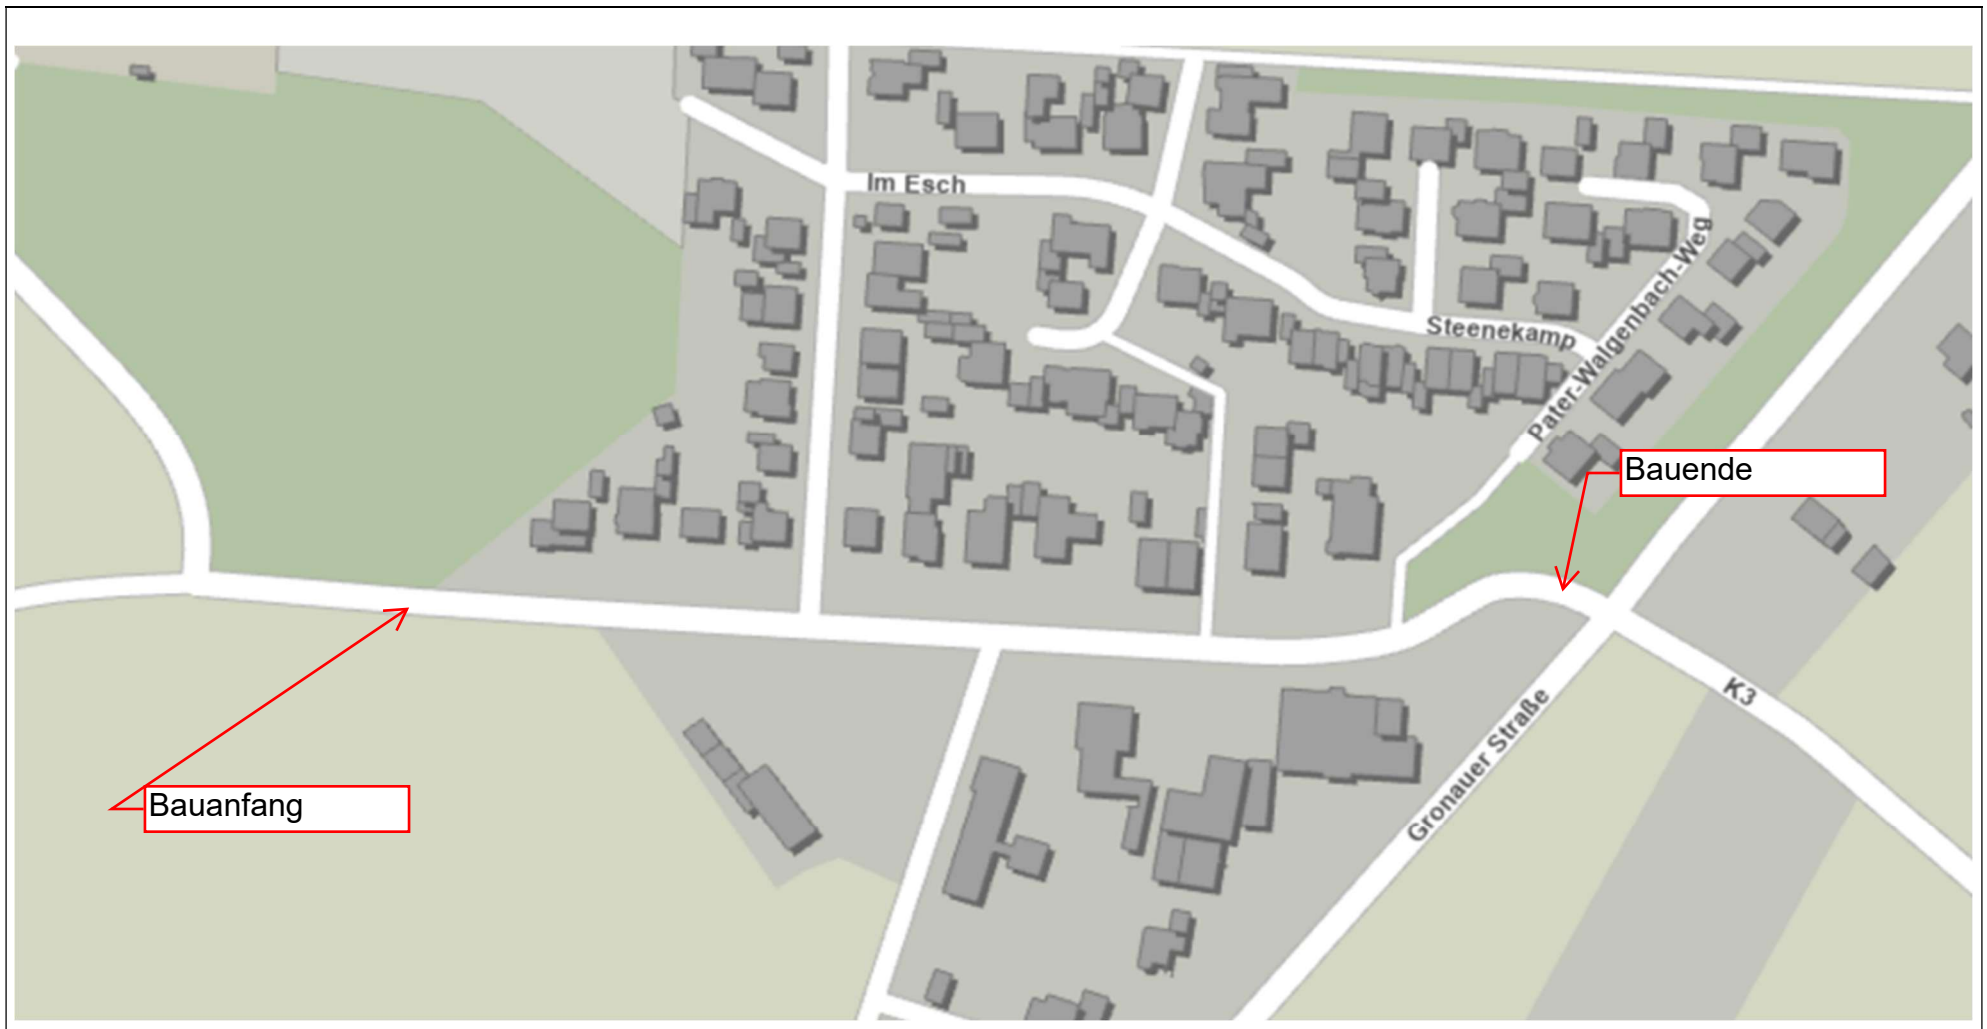 Im Esch
Steenekamp
Pater-Walgenbach-Weg
Bauende
K3
Gronauer Straße
Bauanfang